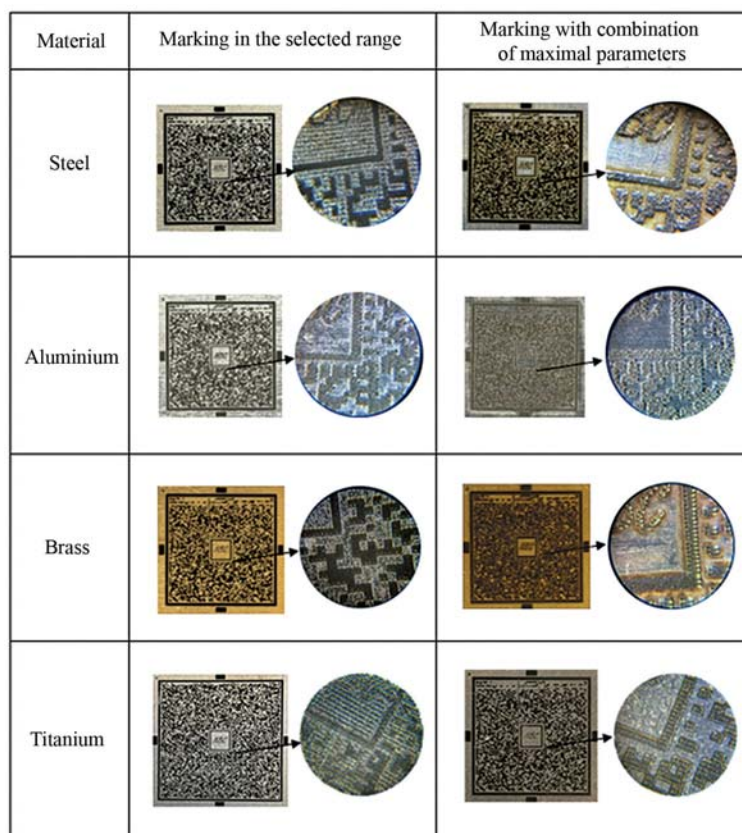 Material
Marking in the selected range
Marking with combination
of maximal parameters
Steel
Aluminium
Brass
Titanium